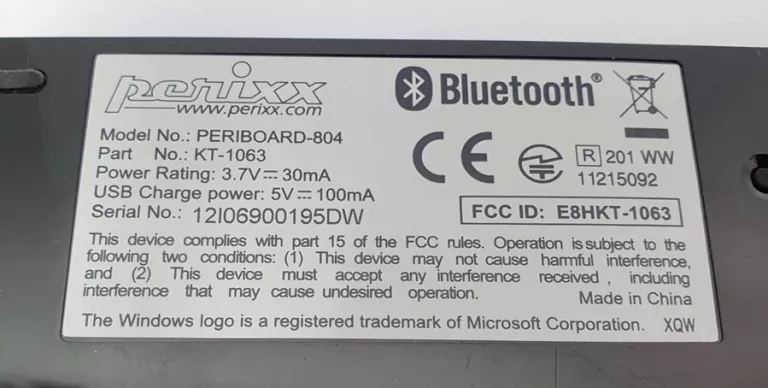 perixx
www.perixx.com
Bluetooth®
Model No.: PERIBOARD-804
Part No.: KT-1063
Power Rating: 3.7V⎓30mA
USB Charge power: 5V⎓100mA
Serial No.: 12I06900195DW
CE
R 201 WW
11215092
FCC ID: E8HKT-1063
This device complies with part 15 of the FCC rules. Operation is subject to the
following two conditions: (1) This device may not cause harmful interference,
and (2) This device must accept any interference received , including
interference that may cause undesired operation.
Made in China
The Windows logo is a registered trademark of Microsoft Corporation. XQW